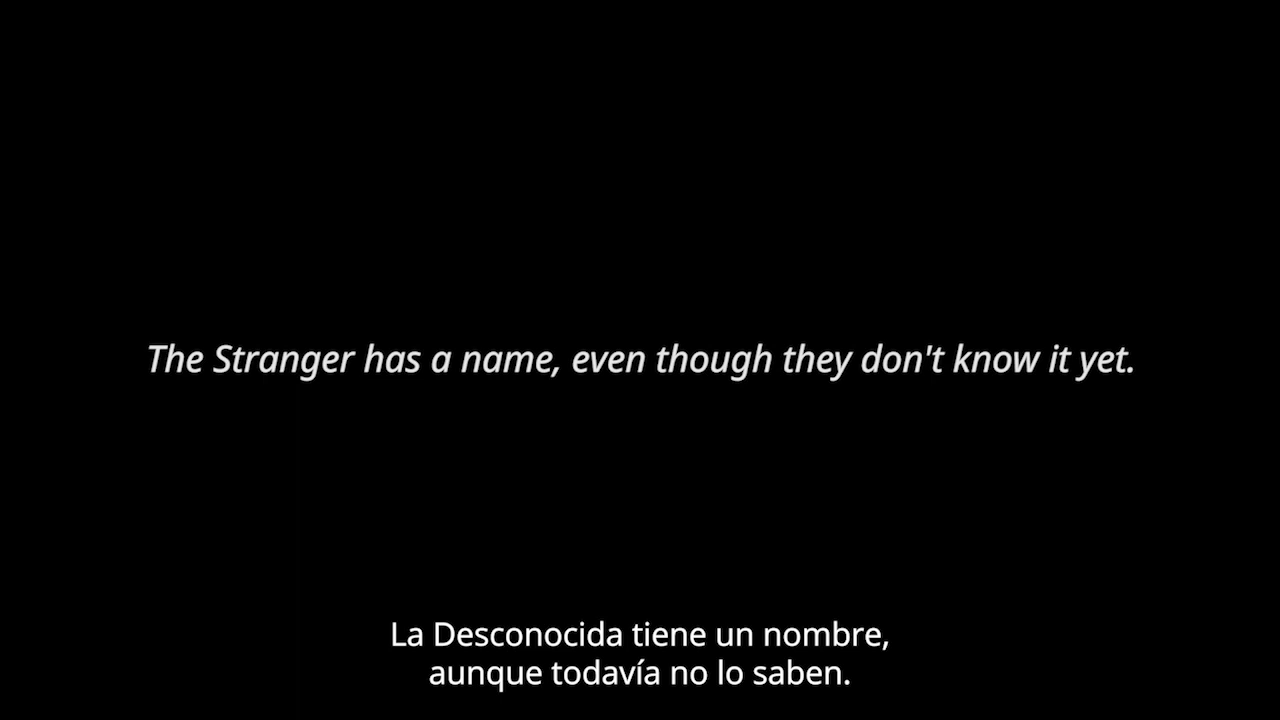 The Stranger has a name, even though they don't know it yet.
La Desconocida tiene un nombre,
aunque todavía no lo saben.